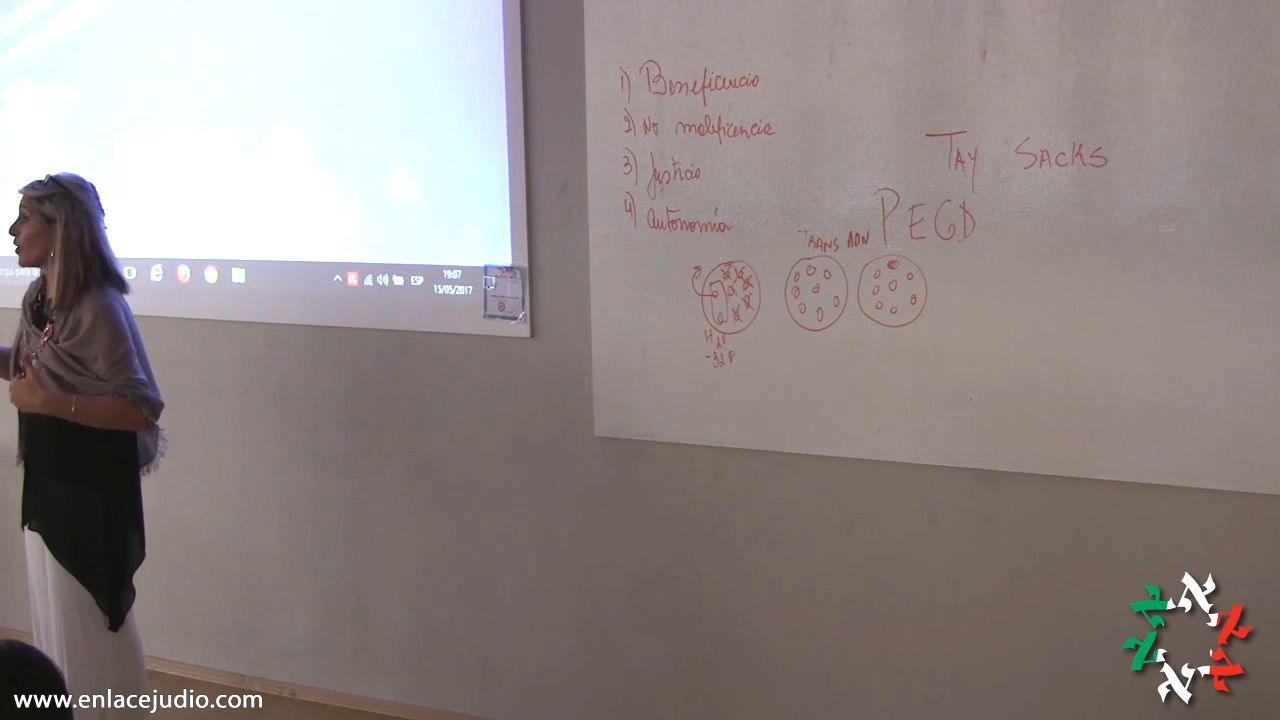 1) Beneficencia
2) No maleficencia
3) Justicia
4) autonomía
TAY SACKS
PEGD
TRANS ADN
ESP
19:07
15/05/2017
www.enlacejudio.com